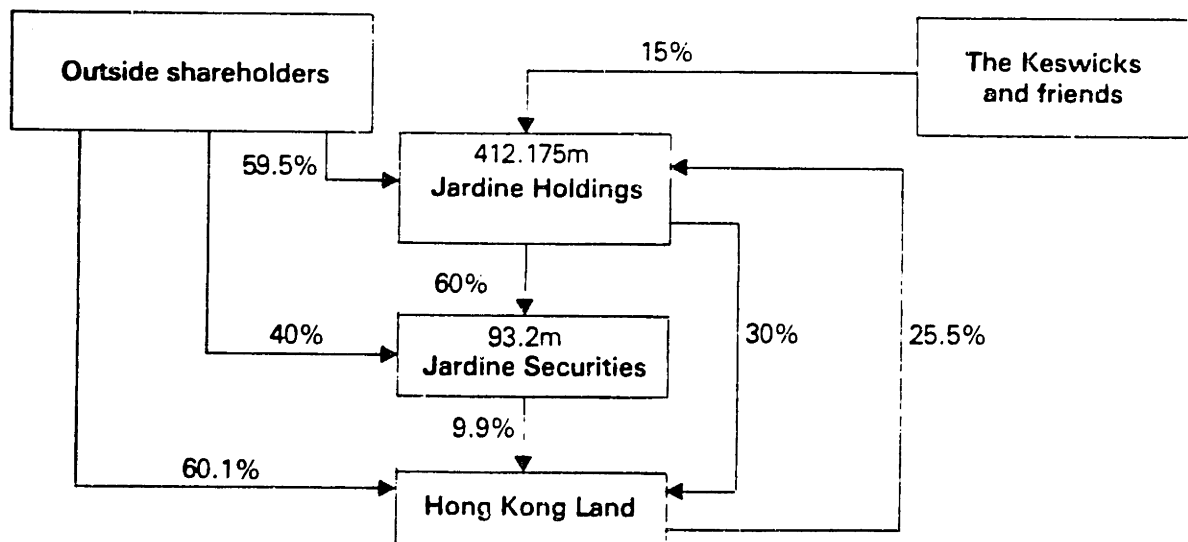 Outside shareholders
15%
The Keswicks
and friends
59.5%
412.175m
Jardine Holdings
60%
40%
93.2m
Jardine Securities
30%
25.5%
9.9%
60.1%
Hong Kong Land